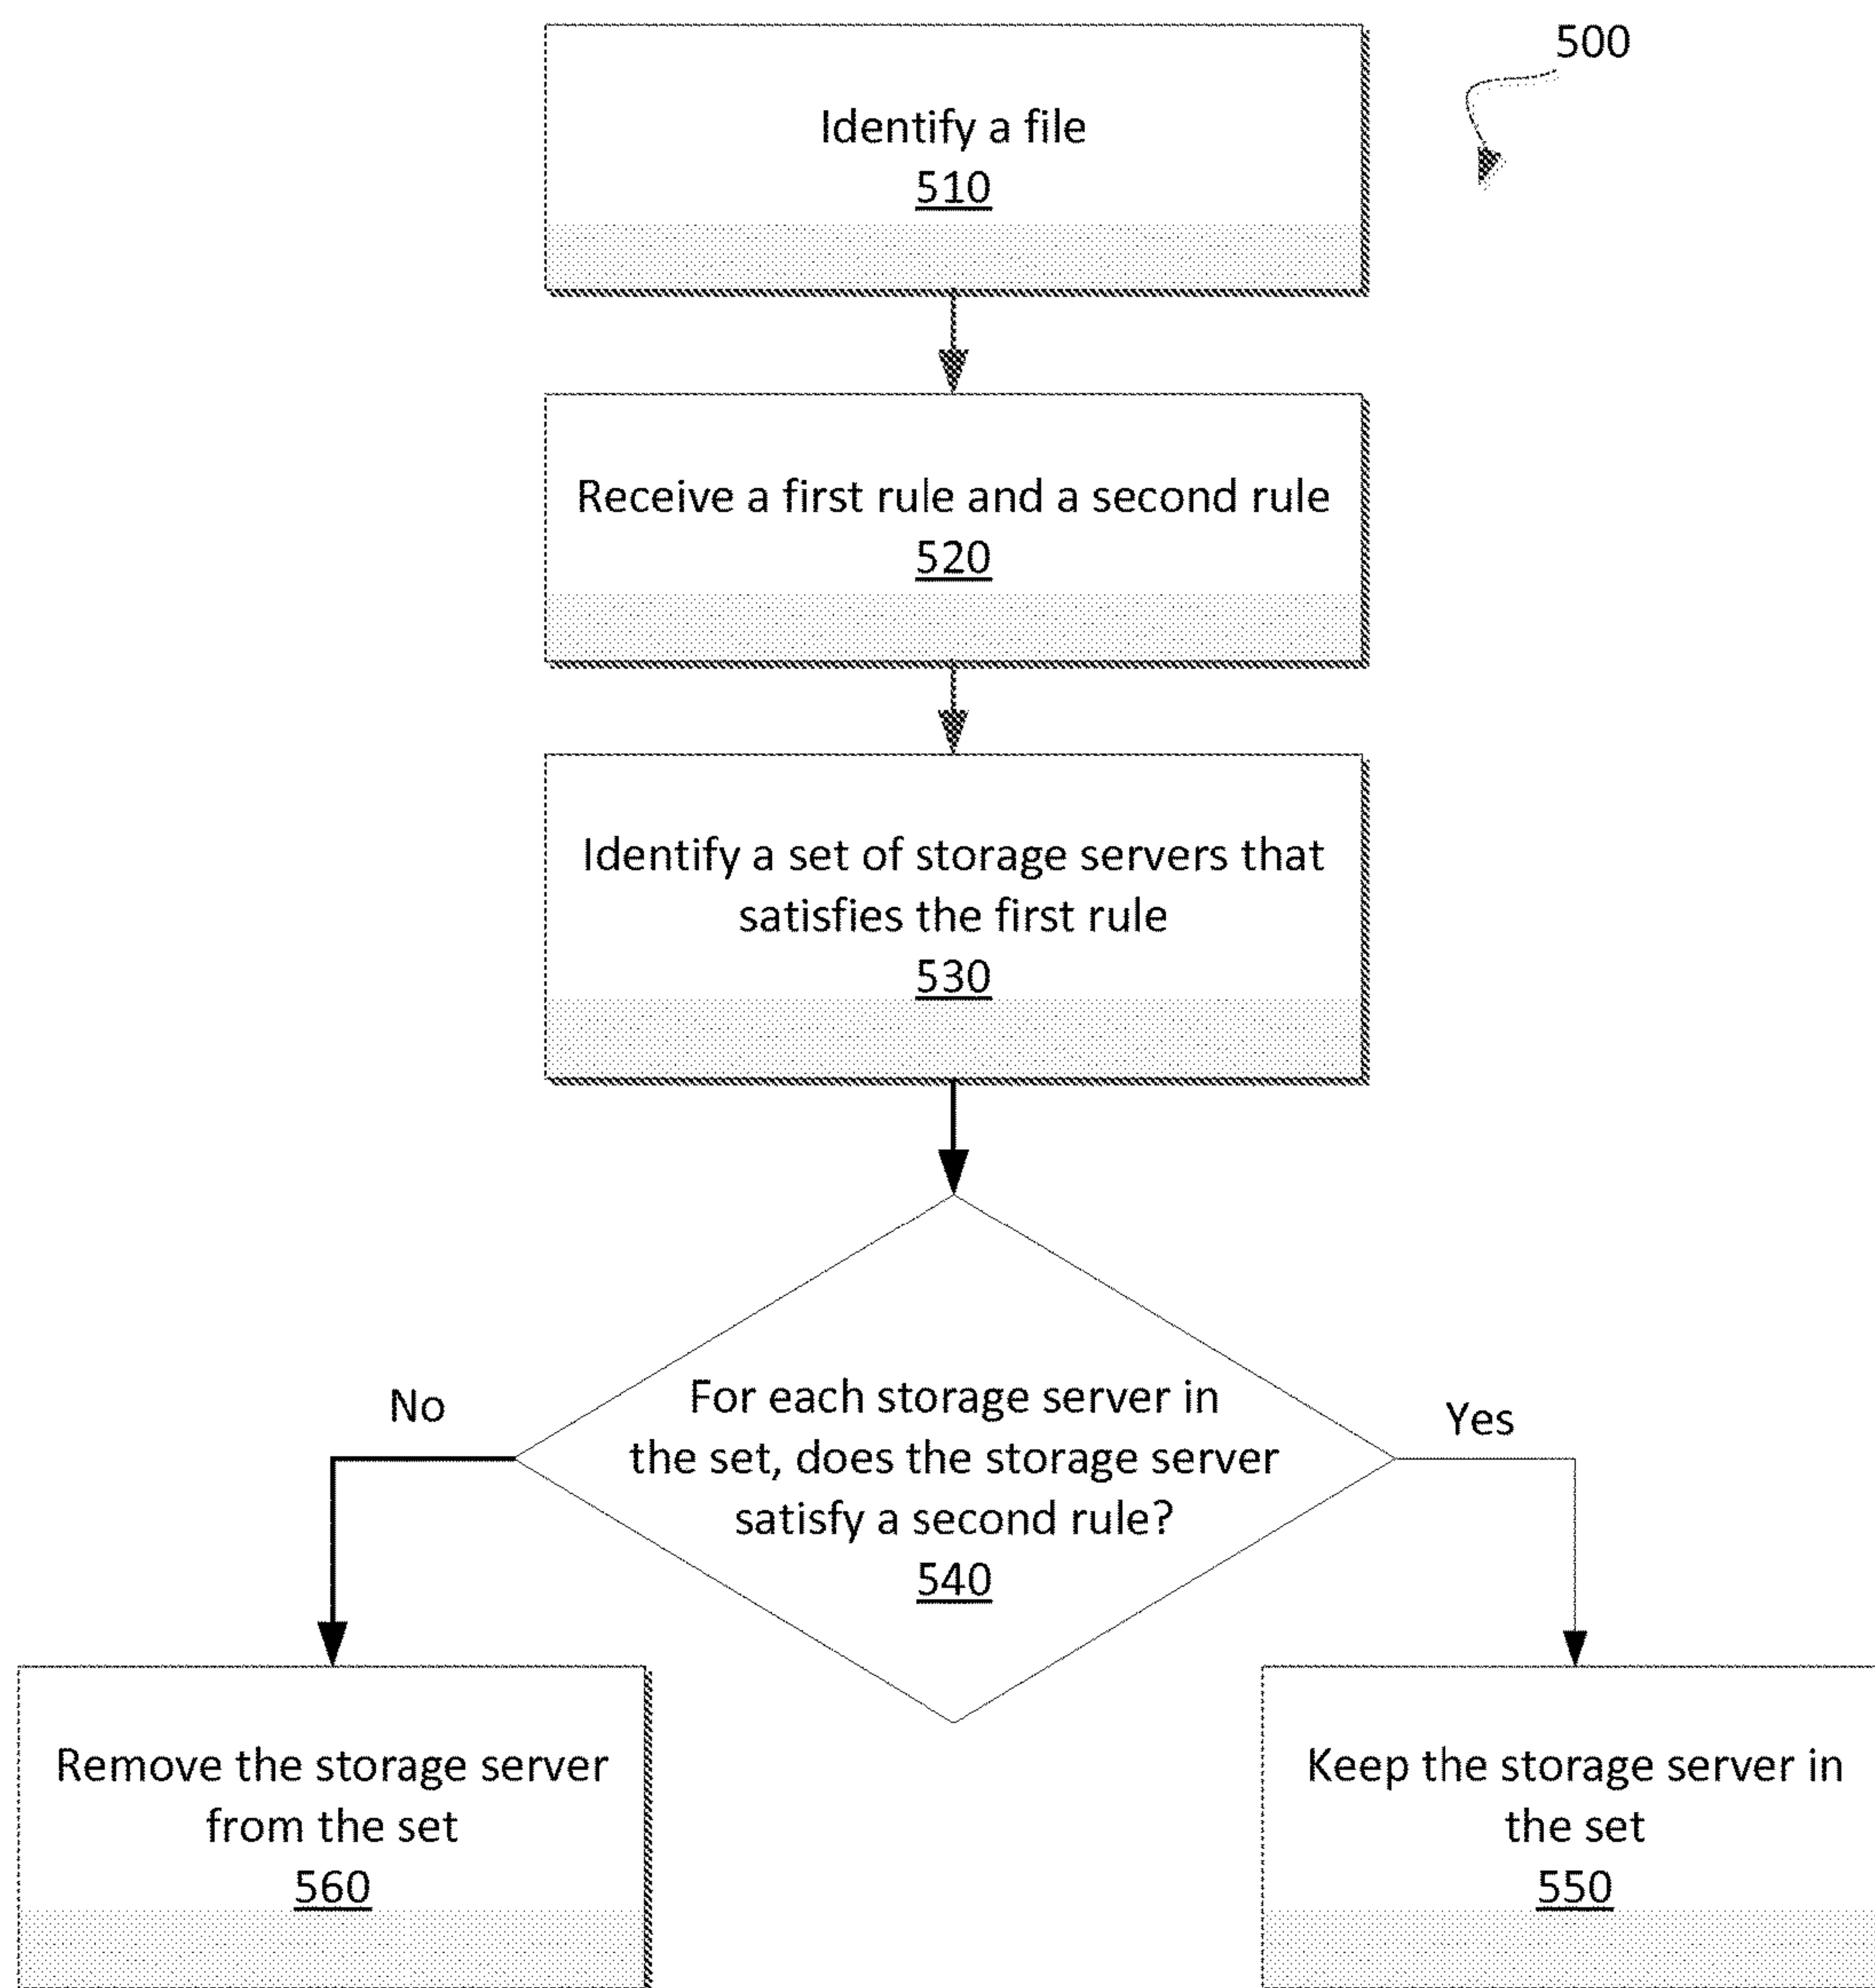 500
Identify a file
510
Receive a first rule and a second rule
520
Identify a set of storage servers that
satisfies the first rule
530
For each storage server in
the set, does the storage server
satisfy a second rule?
540
No
Yes
Remove the storage server
from the set
560
Keep the storage server in
the set
550